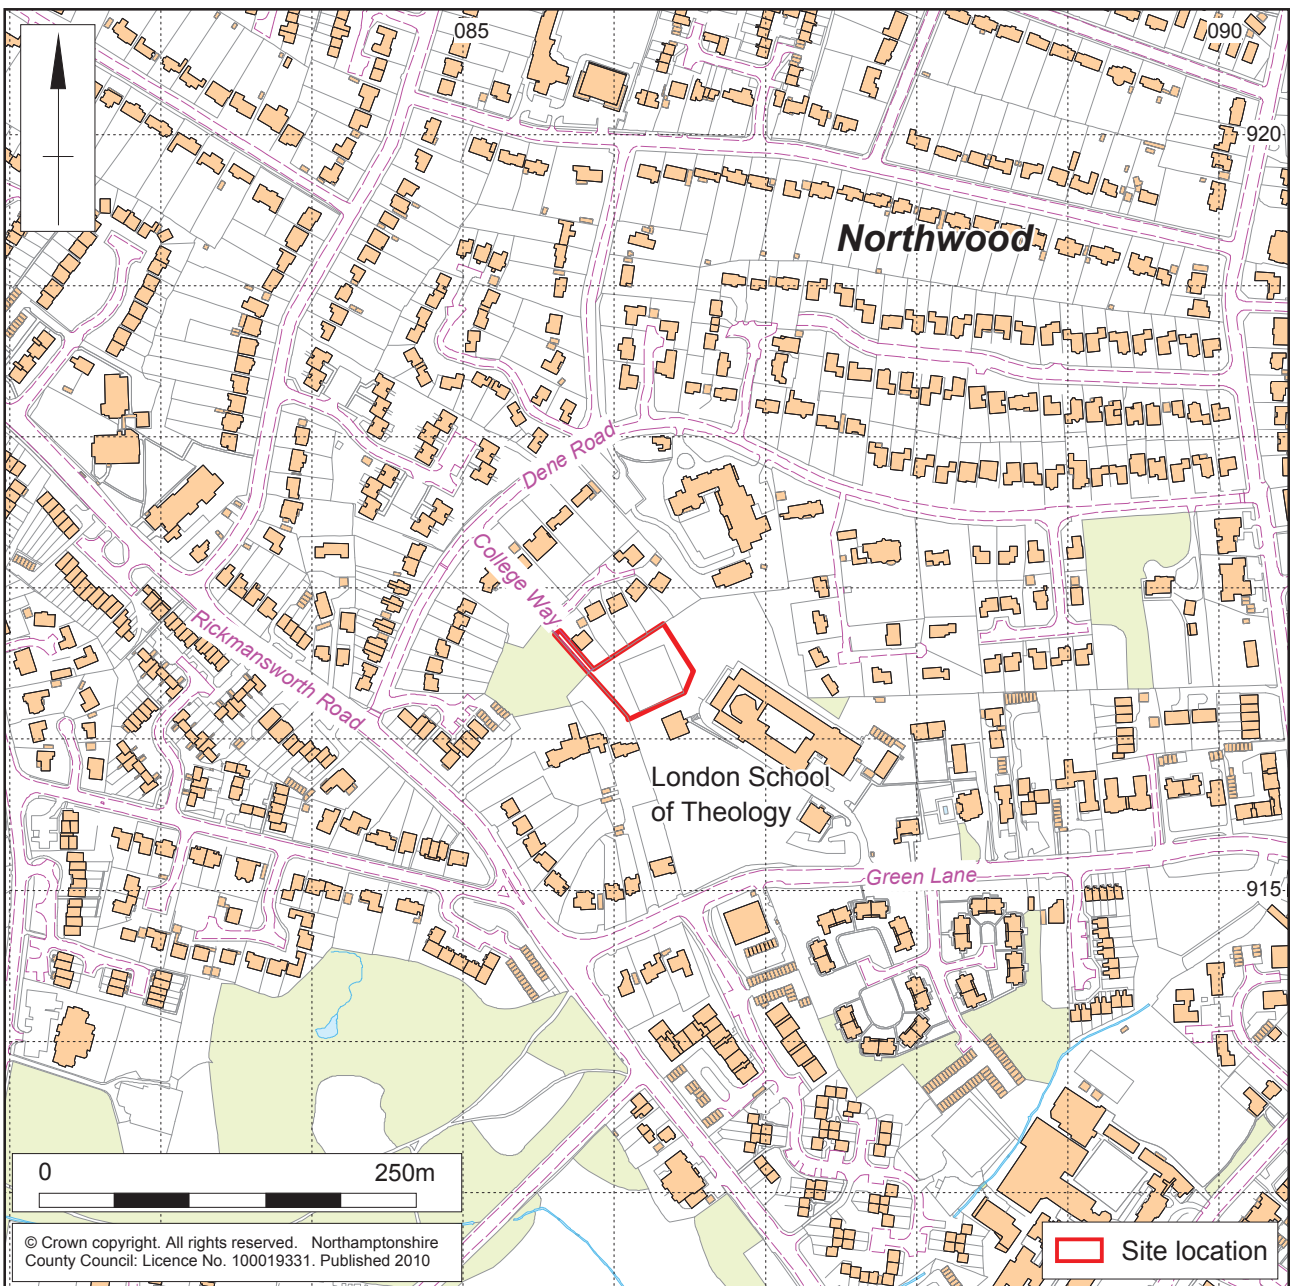 085
090
920
Northwood
Dene Road
College Way
Rickmansworth Road
London School
of Theology
Green Lane
915
0 250m
© Crown copyright. All rights reserved. Northamptonshire
County Council: Licence No. 100019331. Published 2010
Site location